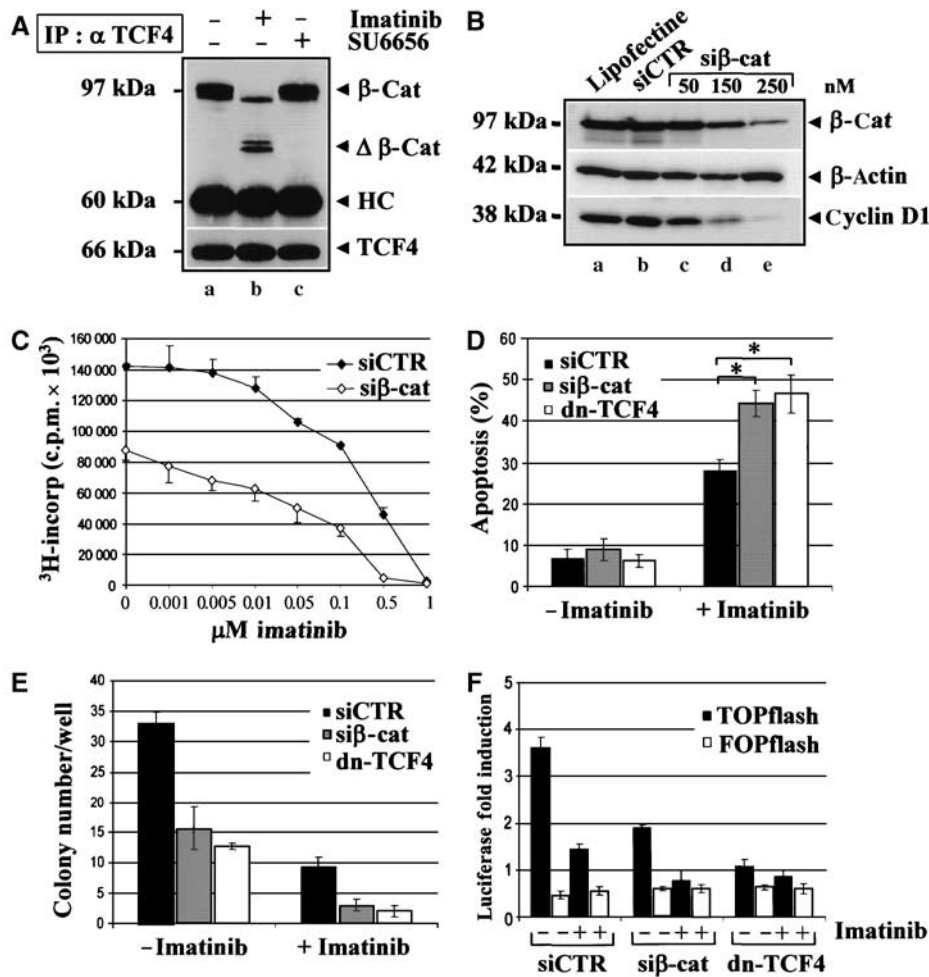 A
IP : α TCF4
– + – Imatinib
– – + SU6656
97 kDa
β-Cat
Δ β-Cat
60 kDa
HC
66 kDa
TCF4
a b c
B
Lipofectine
siCTR
siβ-cat
50 150 250 nM
97 kDa
β-Cat
42 kDa
β-Actin
38 kDa
Cyclin D1
a b c d e
C
³H-incorp (c.p.m. × 10³)
160 000
140 000
120 000
100 000
80 000
60 000
40 000
20 000
0
siCTR
siβ-cat
0 0.001 0.005 0.01 0.05 0.1 0.5 1
μM imatinib
D
Apoptosis (%)
60
50
40
30
20
10
0
siCTR
siβ-cat
dn-TCF4
*
*
– Imatinib + Imatinib
E
Colony number/well
40
35
30
25
20
15
10
5
0
siCTR
siβ-cat
dn-TCF4
– Imatinib + Imatinib
F
Luciferase fold induction
5
4
3
2
1
0
TOPflash
FOPflash
– – + + – – + + – – + + Imatinib
siCTR siβ-cat dn-TCF4